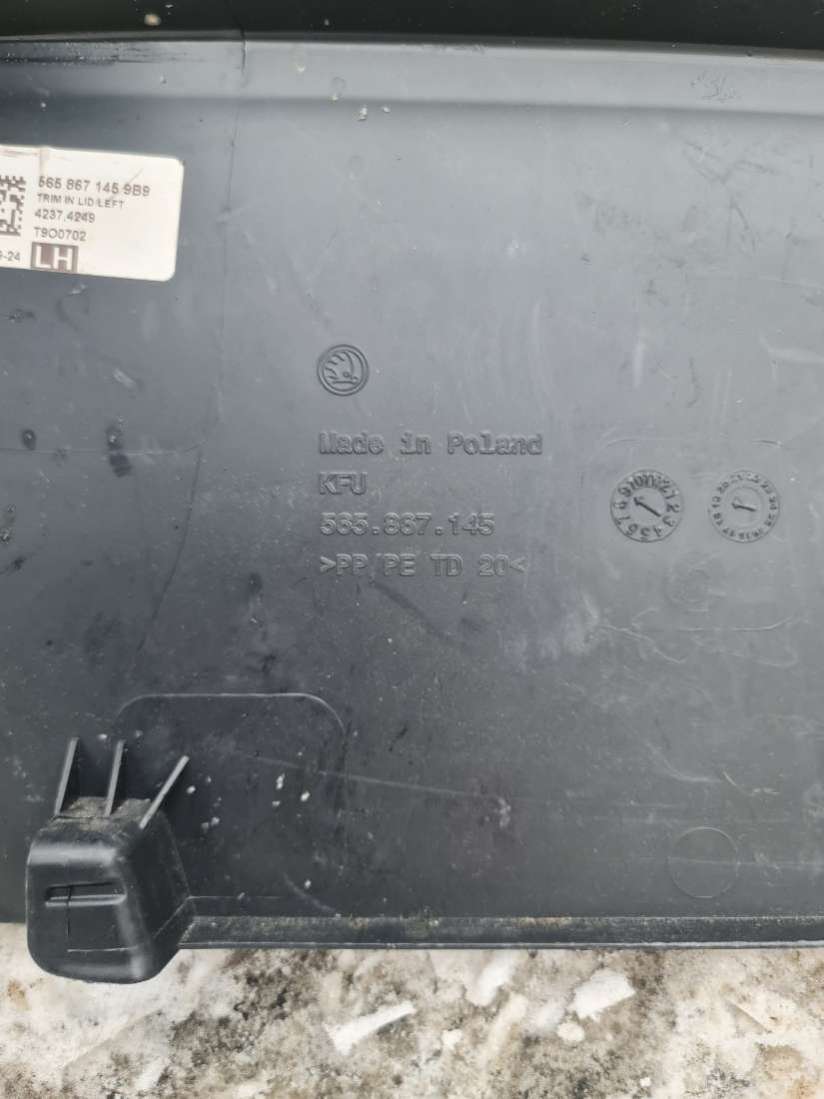 565 867 145 9B9
TRIM IN LID/LEFT
4237,4249
T9O0702
9-24
LH
Made in Poland
KFU
565.867.145
>PP/PE TD 20<